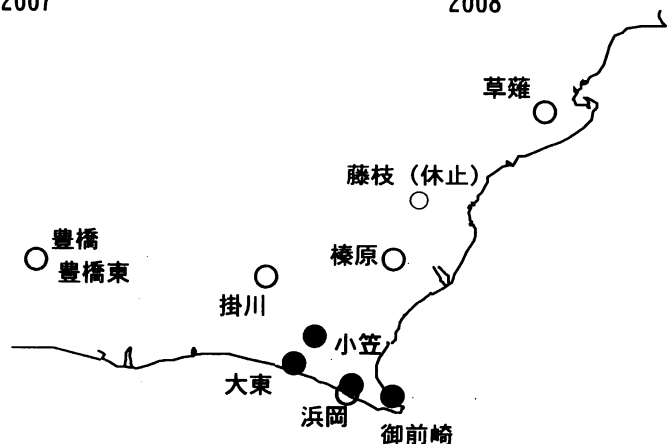 2007
2008
草薙
藤枝（休止）
豊橋
豊橋東
榛原
掛川
小笠
大東
浜岡
御前崎